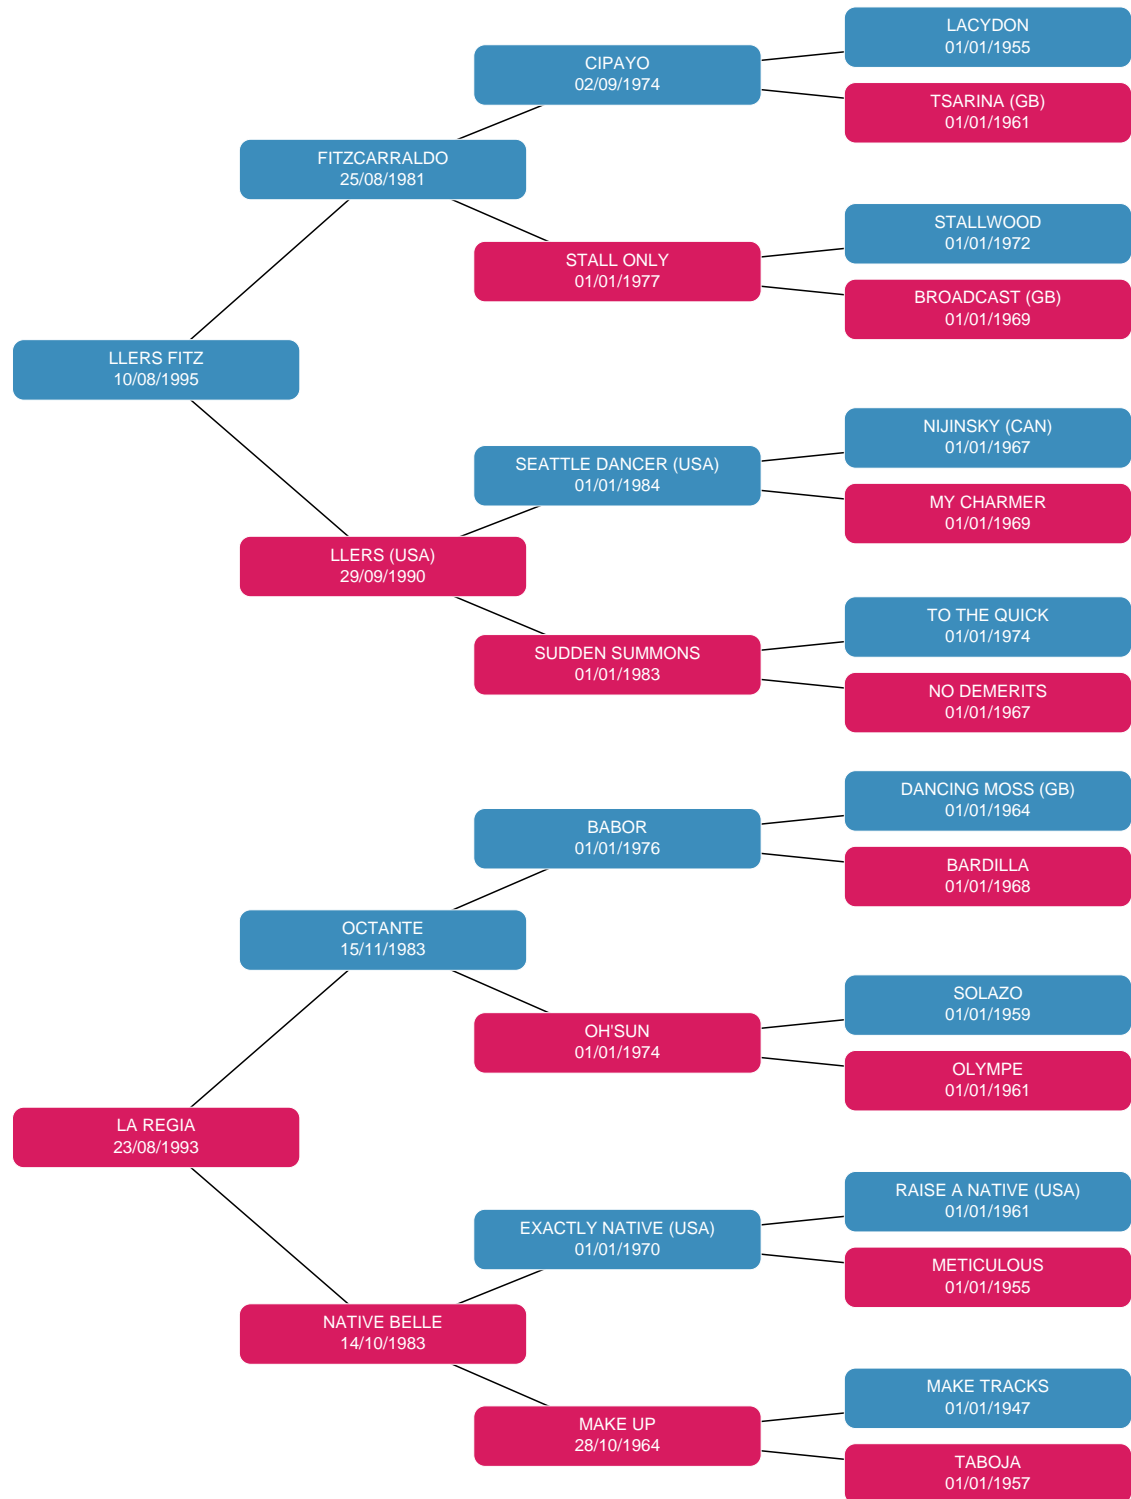 LACYDON
01/01/1955
CIPAYO
02/09/1974
TSARINA (GB)
01/01/1961
FITZCARRALDO
25/08/1981
STALLWOOD
01/01/1972
STALL ONLY
01/01/1977
BROADCAST (GB)
01/01/1969
LLERS FITZ
10/08/1995
NIJINSKY (CAN)
01/01/1967
SEATTLE DANCER (USA)
01/01/1984
MY CHARMER
01/01/1969
LLERS (USA)
29/09/1990
TO THE QUICK
01/01/1974
SUDDEN SUMMONS
01/01/1983
NO DEMERITS
01/01/1967
DANCING MOSS (GB)
01/01/1964
BABOR
01/01/1976
BARDILLA
01/01/1968
OCTANTE
15/11/1983
SOLAZO
01/01/1959
OH'SUN
01/01/1974
OLYMPE
01/01/1961
LA REGIA
23/08/1993
RAISE A NATIVE (USA)
01/01/1961
EXACTLY NATIVE (USA)
01/01/1970
METICULOUS
01/01/1955
NATIVE BELLE
14/10/1983
MAKE TRACKS
01/01/1947
MAKE UP
28/10/1964
TABOJA
01/01/1957